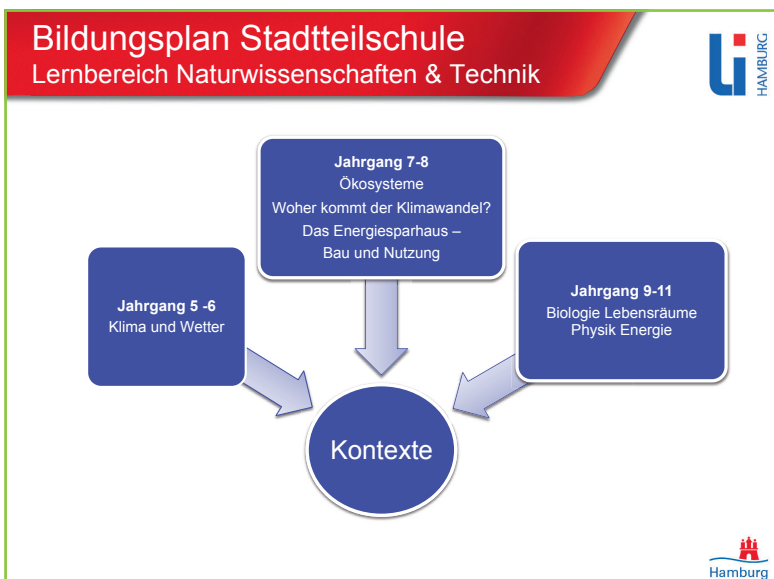 Bildungsplan Stadtteilschule
Lernbereich Naturwissenschaften & Technik
Li
HAMBURG
Jahrgang 7-8
Ökosysteme
Woher kommt der Klimawandel?
Das Energiesparhaus –
Bau und Nutzung
Jahrgang 5 -6
Klima und Wetter
Jahrgang 9-11
Biologie Lebensräume
Physik Energie
Kontexte
Hamburg